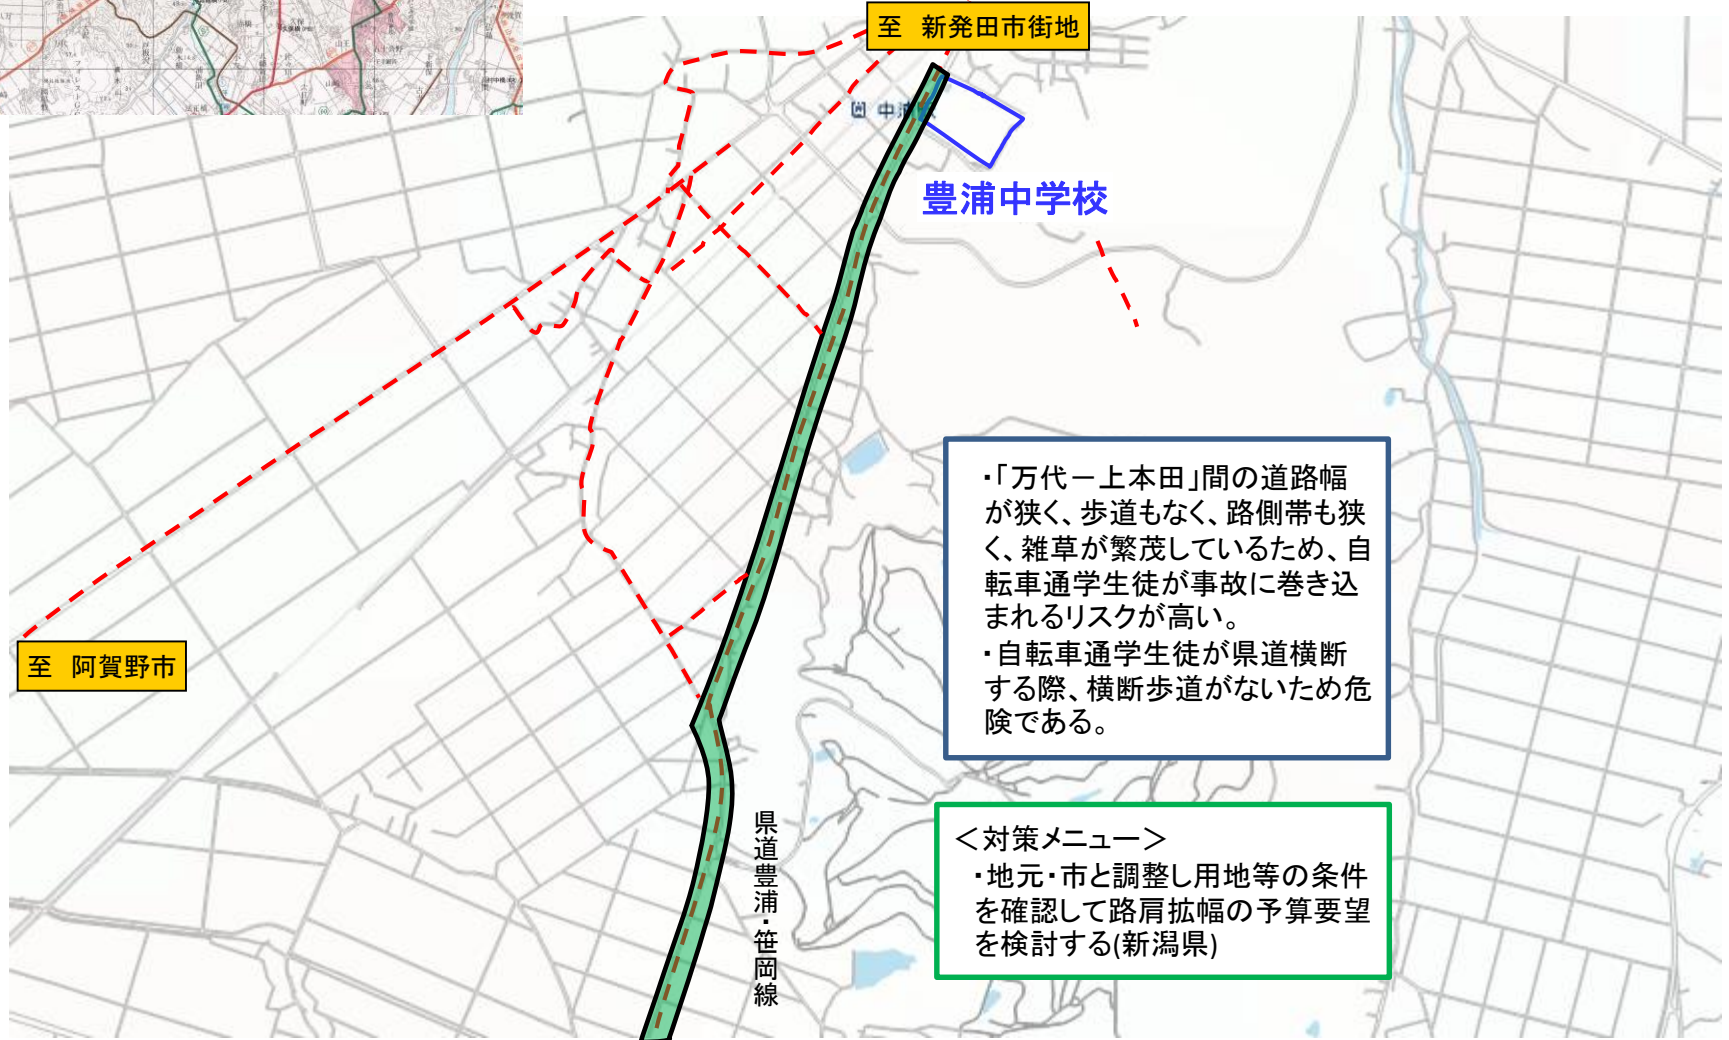 至　新発田市街地
中浦
豊浦中学校
・「万代－上本田」間の道路幅
が狭く、歩道もなく、路側帯も狭
く、雑草が繁茂しているため、自
転車通学生徒が事故に巻き込
まれるリスクが高い。
・自転車通学生徒が県道横断
する際、横断歩道がないため危
険である。
至　阿賀野市
＜対策メニュー＞
・地元・市と調整し用地等の条件
を確認して路肩拡幅の予算要望
を検討する(新潟県)
県道豊浦・笹岡線